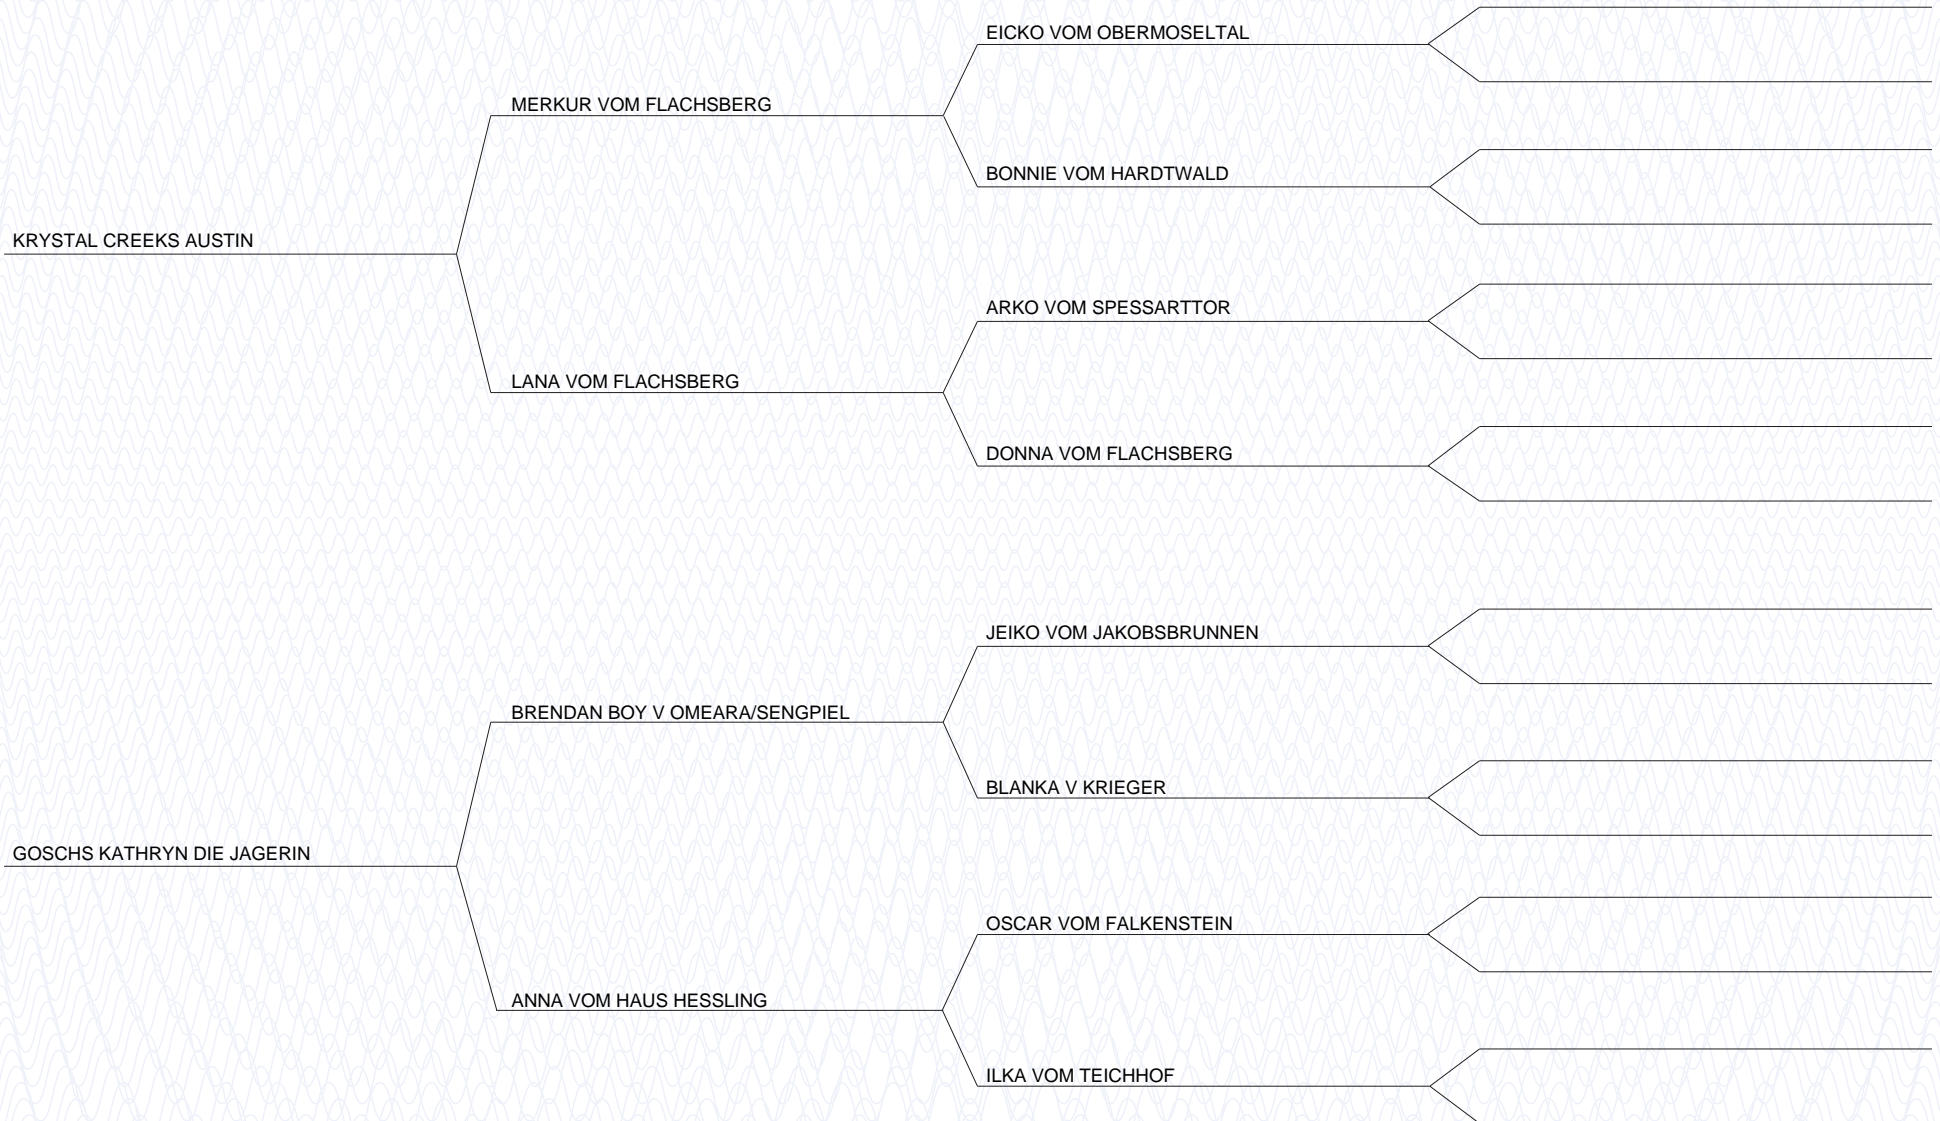 EICKO VOM OBERMOSELTAL
MERKUR VOM FLACHSBERG
BONNIE VOM HARDTWALD
KRYSTAL CREEKS AUSTIN
ARKO VOM SPESSARTTOR
LANA VOM FLACHSBERG
DONNA VOM FLACHSBERG
JEIKO VOM JAKOBSBRUNNEN
BRENDAN BOY V OMEARA/SENGPIEL
BLANKA V KRIEGER
GOSCHS KATHRYN DIE JAGERIN
OSCAR VOM FALKENSTEIN
ANNA VOM HAUS HESSLING
ILKA VOM TEICHHOF